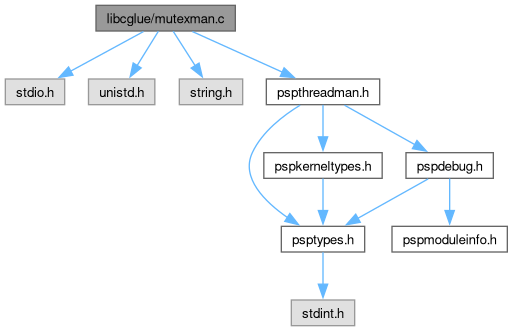 libcglue/mutexman.c
stdio.h
unistd.h
string.h
pspthreadman.h
pspkerneltypes.h
pspdebug.h
psptypes.h
pspmoduleinfo.h
stdint.h